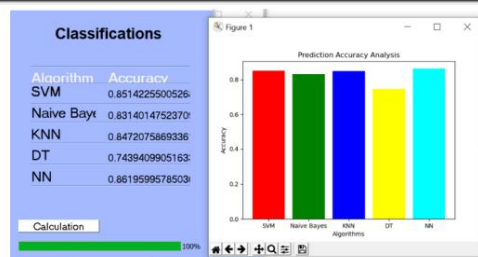 Classifications
Algorithm Accuracy
SVM 0.8514225500526
Naive Baye 0.8314014752370
KNN 0.8472075869336
DT 0.7439409905163
NN 0.8619599578503
Calculation
100%
Figure 1
Prediction Accuracy Analysis
Accuracy
0.8
0.6
0.4
0.2
0.0
SVM Naive Bayes KNN DT NN
Algorithms